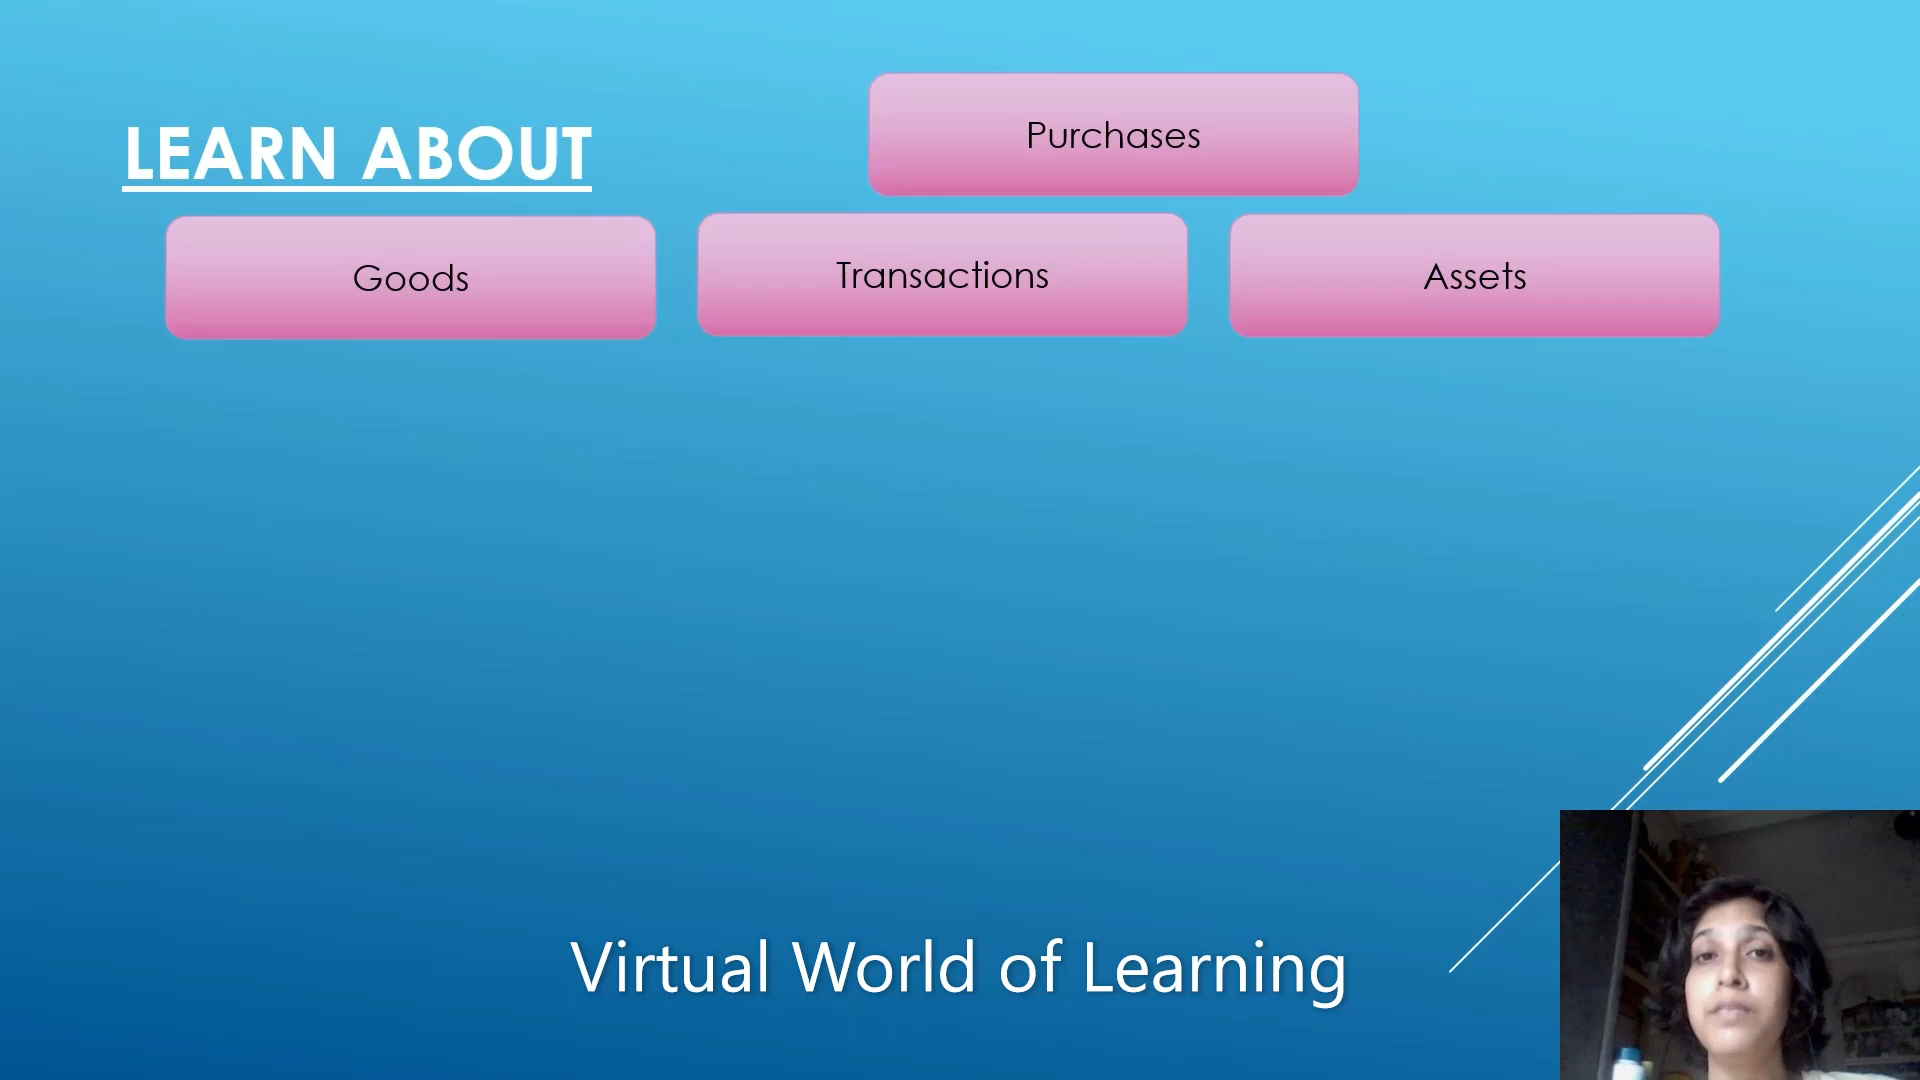 LEARN ABOUT
Purchases
Goods
Transactions
Assets
Virtual World of Learning